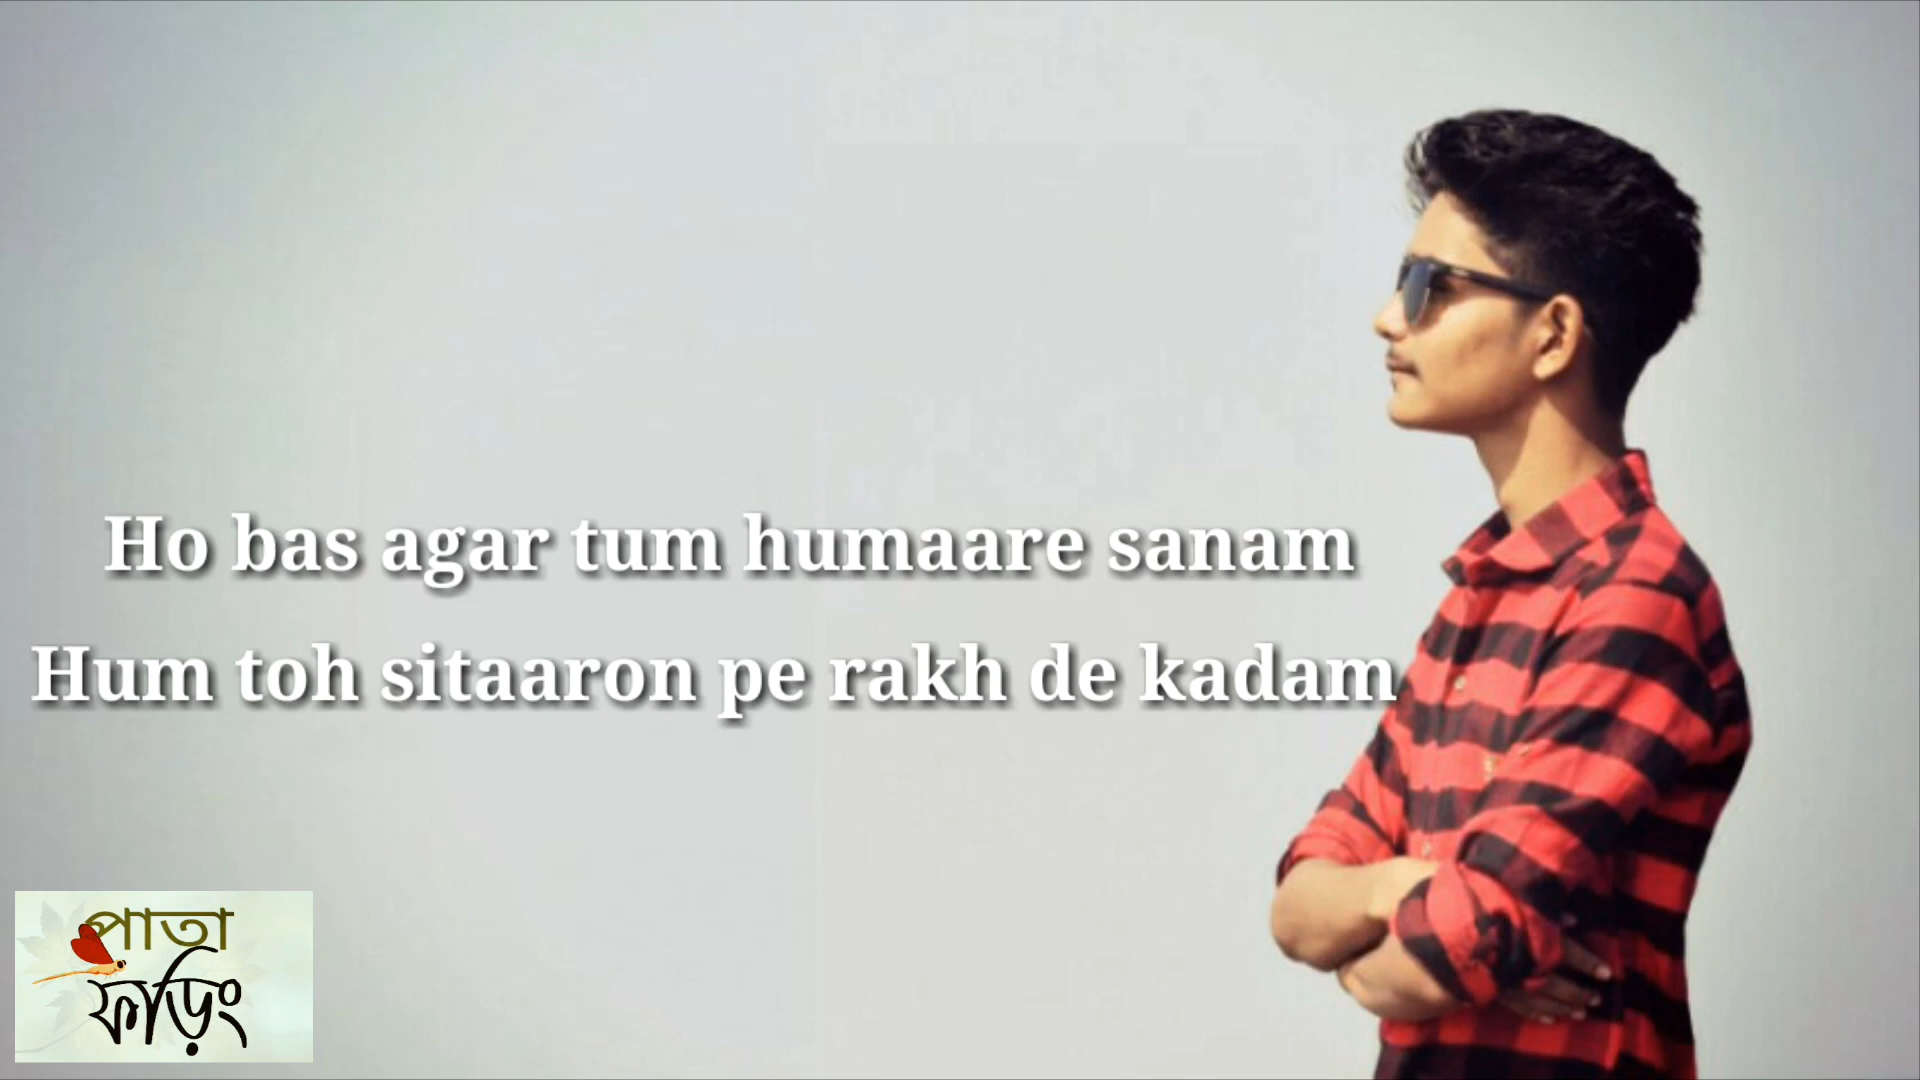 Ho bas agar tum humaare sanam
Hum toh sitaaron pe rakh de kadam
পাতা
ফড়িং